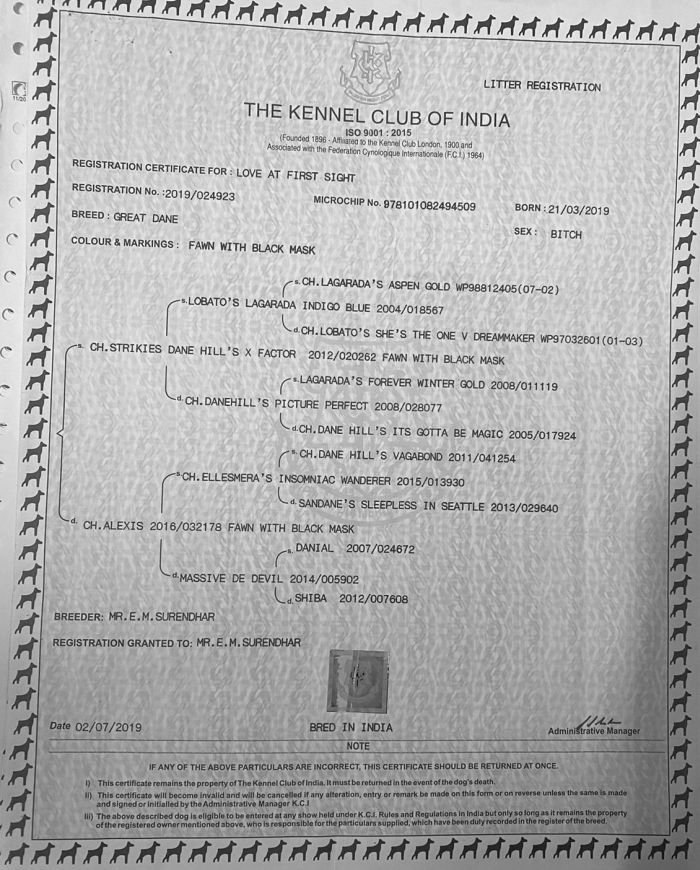 11/20
LITTER REGISTRATION
THE KENNEL CLUB OF INDIA
ISO 9001 : 2015
(Founded 1896 - Affiliated to the Kennel Club London, 1900 and
Associated with the Federation Cynologique Internationale (F.C.I.) 1964)
REGISTRATION CERTIFICATE FOR : LOVE AT FIRST SIGHT
REGISTRATION No. :2019/024923 MICROCHIP No. 978101082494509 BORN : 21/03/2019
BREED : GREAT DANE SEX : BITCH
COLOUR & MARKINGS : FAWN WITH BLACK MASK
s. CH.LAGARADA'S ASPEN GOLD WP98812405(07-02)
s. LOBATO'S LAGARADA INDIGO BLUE 2004/018567
d. CH.LOBATO'S SHE'S THE ONE V DREAMMAKER WP97032601(01-03)
s. CH.STRIKIES DANE HILL'S X FACTOR 2012/020262 FAWN WITH BLACK MASK
s. LAGARADA'S FOREVER WINTER GOLD 2008/011119
d. CH.DANEHILL'S PICTURE PERFECT 2008/028077
d. CH.DANE HILL'S ITS GOTTA BE MAGIC 2005/017924
s. CH.DANE HILL'S VAGABOND 2011/041254
s. CH.ELLESMERA'S INSOMNIAC WANDERER 2015/013930
d. SANDANE'S SLEEPLESS IN SEATTLE 2013/029640
d. CH.ALEXIS 2016/032178 FAWN WITH BLACK MASK
s. DANIAL 2007/024672
d. MASSIVE DE DEVIL 2014/005902
d. SHIBA 2012/007608
BREEDER: MR.E.M.SURENDHAR
REGISTRATION GRANTED TO: MR.E.M.SURENDHAR
Date 02/07/2019 BRED IN INDIA Administrative Manager
NOTE
IF ANY OF THE ABOVE PARTICULARS ARE INCORRECT, THIS CERTIFICATE SHOULD BE RETURNED AT ONCE.
i) This certificate remains the property of The Kennel Club of India. It must be returned in the event of the dog's death.
ii) This certificate will become invalid and will be cancelled if any alteration, entry or remark be made on this form or on reverse unless the same is made
and signed or initialled by the Administrative Manager K.C.I
iii) The above described dog is eligible to be entered at any show held under K.C.I. Rules and Regulations in India but only so long as it remains the property
of the registered owner mentioned above, who is responsible for the particulars supplied, which have been duly recorded in the register of the breed.